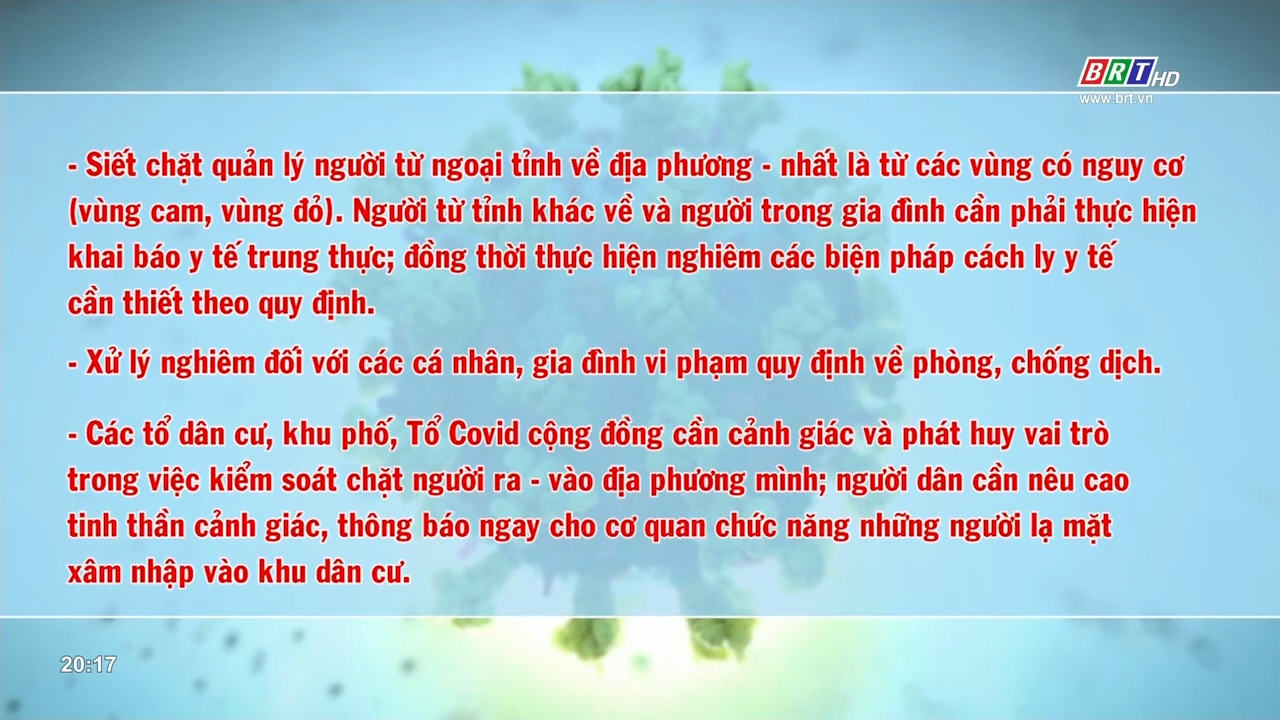 BRT HD
www.brt.vn
- Siết chặt quản lý người từ ngoại tỉnh về địa phương - nhất là từ các vùng có nguy cơ
(vùng cam, vùng đỏ). Người từ tỉnh khác về và người trong gia đình cần phải thực hiện
khai báo y tế trung thực; đồng thời thực hiện nghiêm các biện pháp cách ly y tế
cần thiết theo quy định.
- Xử lý nghiêm đối với các cá nhân, gia đình vi phạm quy định về phòng, chống dịch.
- Các tổ dân cư, khu phố, Tổ Covid cộng đồng cần cảnh giác và phát huy vai trò
trong việc kiểm soát chặt người ra - vào địa phương mình; người dân cần nêu cao
tinh thần cảnh giác, thông báo ngay cho cơ quan chức năng những người lạ mặt
xâm nhập vào khu dân cư.
20:17